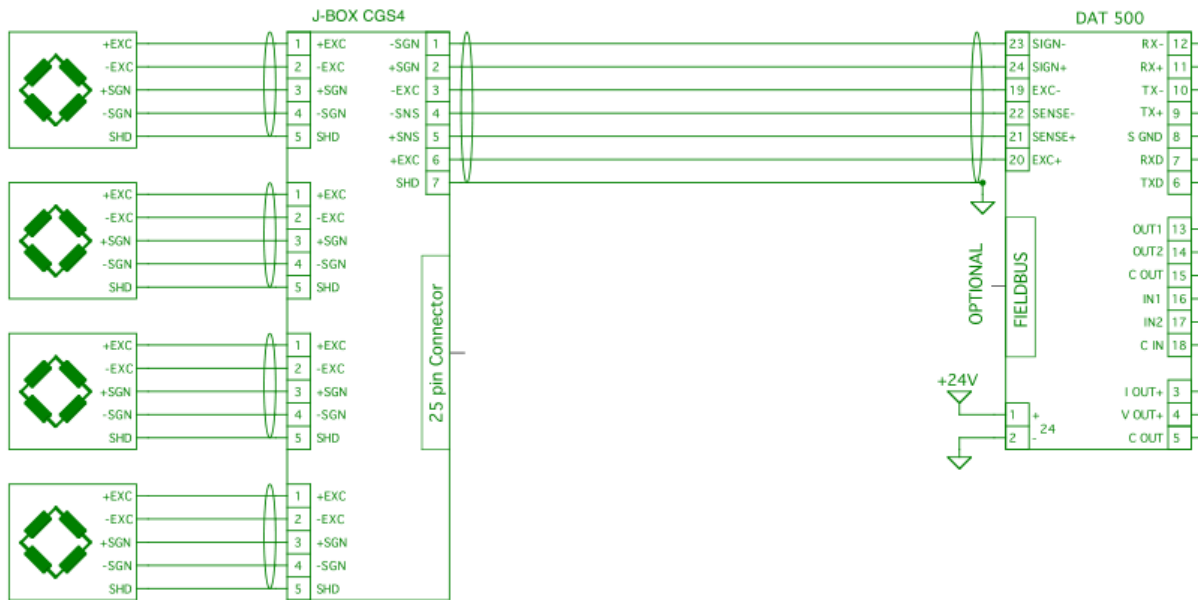 J-BOX CGS4
DAT 500
+EXC 1 +EXC
-EXC 2 -EXC
+SGN 3 +SGN
-SGN 4 -SGN
SHD 5 SHD
+EXC 1 +EXC
-EXC 2 -EXC
+SGN 3 +SGN
-SGN 4 -SGN
SHD 5 SHD
+EXC 1 +EXC
-EXC 2 -EXC
+SGN 3 +SGN
-SGN 4 -SGN
SHD 5 SHD
+EXC 1 +EXC
-EXC 2 -EXC
+SGN 3 +SGN
-SGN 4 -SGN
SHD 5 SHD
-SGN 1
+SGN 2
-EXC 3
-SNS 4
+SNS 5
+EXC 6
SHD 7
25 pin Connector
23 SIGN-
24 SIGN+
19 EXC-
22 SENSE-
21 SENSE+
20 EXC+
OPTIONAL
FIELDBUS
+24V
1 +
24
2 -
RX- 12
RX+ 11
TX- 10
TX+ 9
S GND 8
RXD 7
TXD 6
OUT1 13
OUT2 14
C OUT 15
IN1 16
IN2 17
C IN 18
I OUT+ 3
V OUT+ 4
C OUT 5